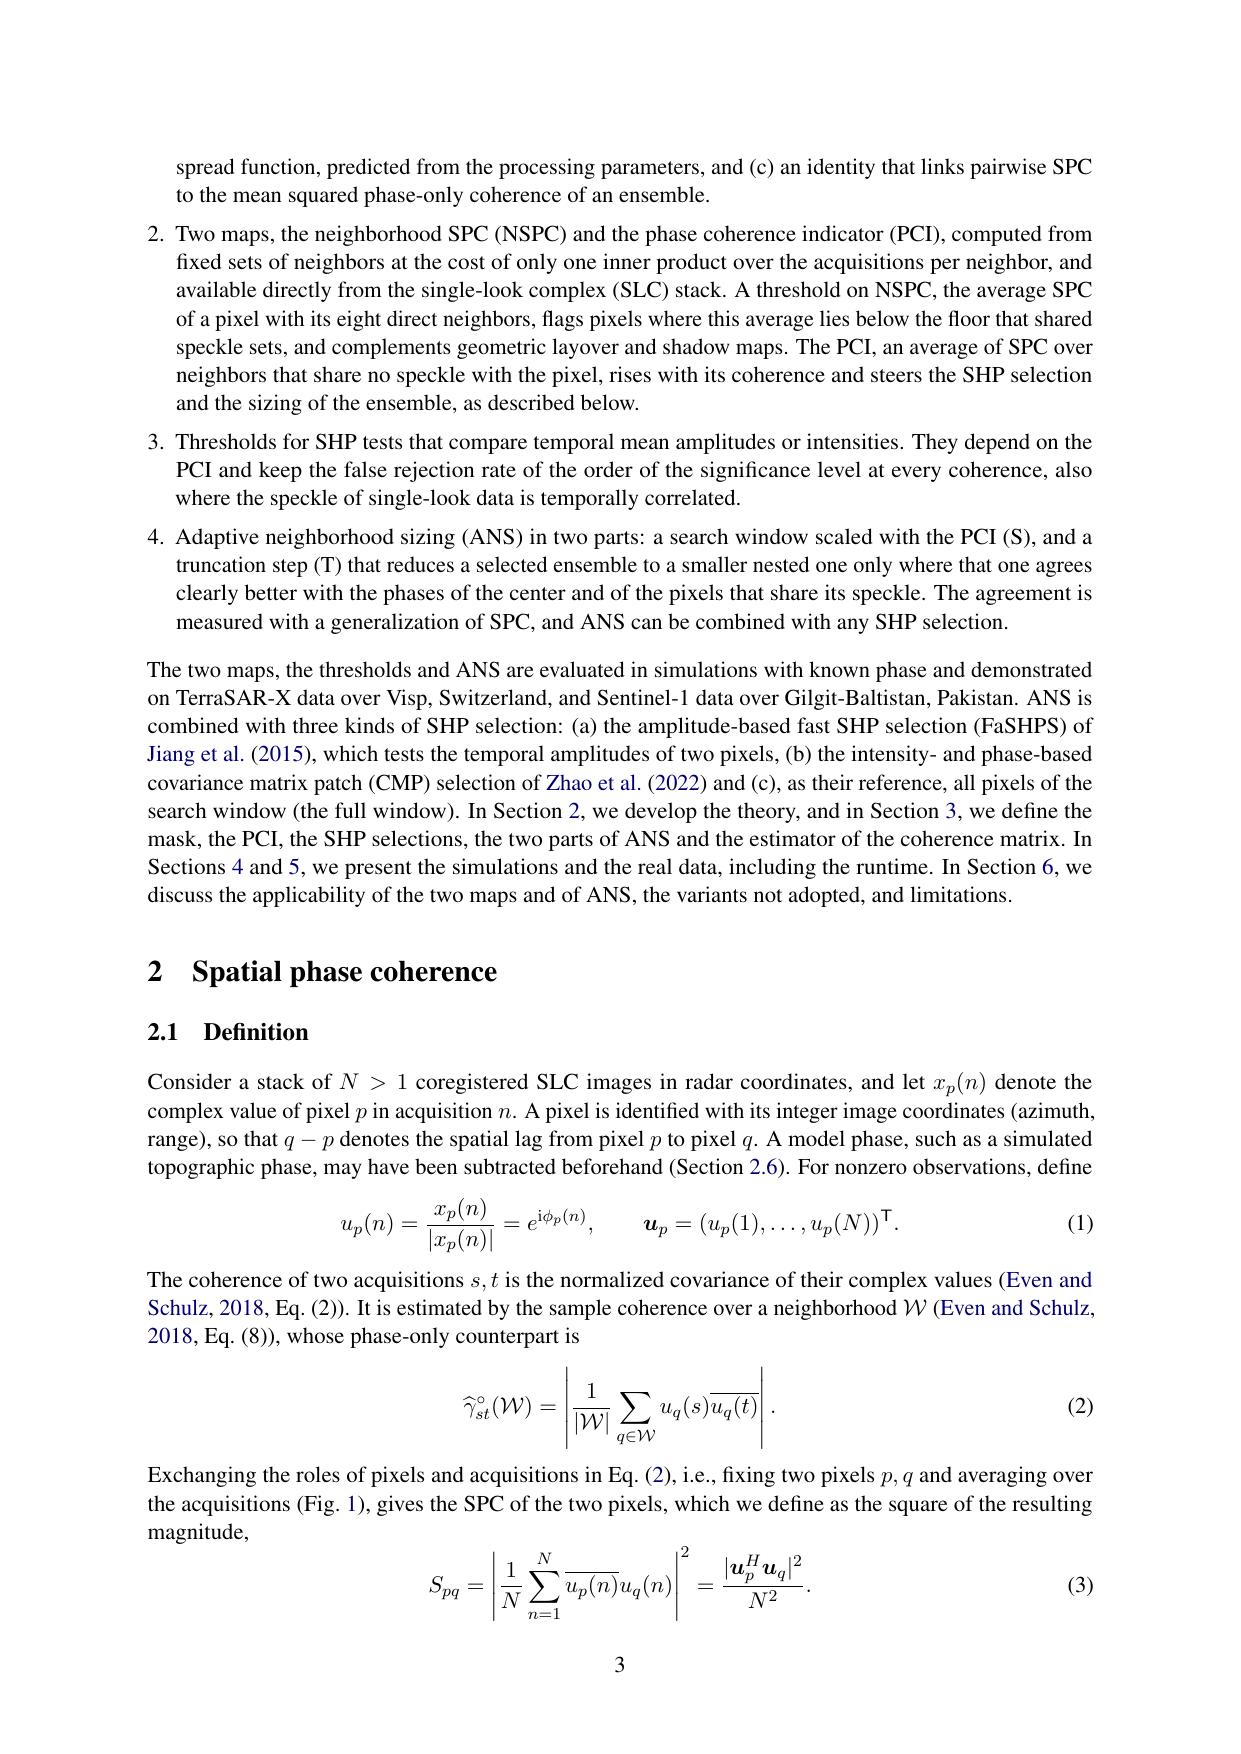 spread function, predicted from the processing parameters, and (c) an identity that links pairwise SPC
to the mean squared phase-only coherence of an ensemble.
2. Two maps, the neighborhood SPC (NSPC) and the phase coherence indicator (PCI), computed from
fixed sets of neighbors at the cost of only one inner product over the acquisitions per neighbor, and
available directly from the single-look complex (SLC) stack. A threshold on NSPC, the average SPC
of a pixel with its eight direct neighbors, flags pixels where this average lies below the floor that shared
speckle sets, and complements geometric layover and shadow maps. The PCI, an average of SPC over
neighbors that share no speckle with the pixel, rises with its coherence and steers the SHP selection
and the sizing of the ensemble, as described below.
3. Thresholds for SHP tests that compare temporal mean amplitudes or intensities. They depend on the
PCI and keep the false rejection rate of the order of the significance level at every coherence, also
where the speckle of single-look data is temporally correlated.
4. Adaptive neighborhood sizing (ANS) in two parts: a search window scaled with the PCI (S), and a
truncation step (T) that reduces a selected ensemble to a smaller nested one only where that one agrees
clearly better with the phases of the center and of the pixels that share its speckle. The agreement is
measured with a generalization of SPC, and ANS can be combined with any SHP selection.
The two maps, the thresholds and ANS are evaluated in simulations with known phase and demonstrated
on TerraSAR-X data over Visp, Switzerland, and Sentinel-1 data over Gilgit-Baltistan, Pakistan. ANS is
combined with three kinds of SHP selection: (a) the amplitude-based fast SHP selection (FaSHPS) of
Jiang et al. (2015), which tests the temporal amplitudes of two pixels, (b) the intensity- and phase-based
covariance matrix patch (CMP) selection of Zhao et al. (2022) and (c), as their reference, all pixels of the
search window (the full window). In Section 2, we develop the theory, and in Section 3, we define the
mask, the PCI, the SHP selections, the two parts of ANS and the estimator of the coherence matrix. In
Sections 4 and 5, we present the simulations and the real data, including the runtime. In Section 6, we
discuss the applicability of the two maps and of ANS, the variants not adopted, and limitations.
2 Spatial phase coherence
2.1 Definition
Consider a stack of N > 1 coregistered SLC images in radar coordinates, and let x_p(n) denote the
complex value of pixel p in acquisition n. A pixel is identified with its integer image coordinates (azimuth,
range), so that q − p denotes the spatial lag from pixel p to pixel q. A model phase, such as a simulated
topographic phase, may have been subtracted beforehand (Section 2.6). For nonzero observations, define
u_p(n) = \frac{x_p(n)}{|x_p(n)|} = e^{iϕ_p(n)}, \mathbf{u}_p = (u_p(1), . . . , u_p(N))^T. (1)
The coherence of two acquisitions s, t is the normalized covariance of their complex values (Even and
Schulz, 2018, Eq. (2)). It is estimated by the sample coherence over a neighborhood \mathcal{W} (Even and Schulz,
2018, Eq. (8)), whose phase-only counterpart is
\widehat{γ}^{∘}_{st}(\mathcal{W}) = \left| \frac{1}{|\mathcal{W}|} \sum_{q∈\mathcal{W}} u_q(s)\overline{u_q(t)} \right|. (2)
Exchanging the roles of pixels and acquisitions in Eq. (2), i.e., fixing two pixels p, q and averaging over
the acquisitions (Fig. 1), gives the SPC of the two pixels, which we define as the square of the resulting
magnitude,
S_{pq} = \left| \frac{1}{N} \sum_{n=1}^{N} \overline{u_p(n)}u_q(n) \right|^2 = \frac{|\mathbf{u}_p^H \mathbf{u}_q|^2}{N^2}. (3)
3